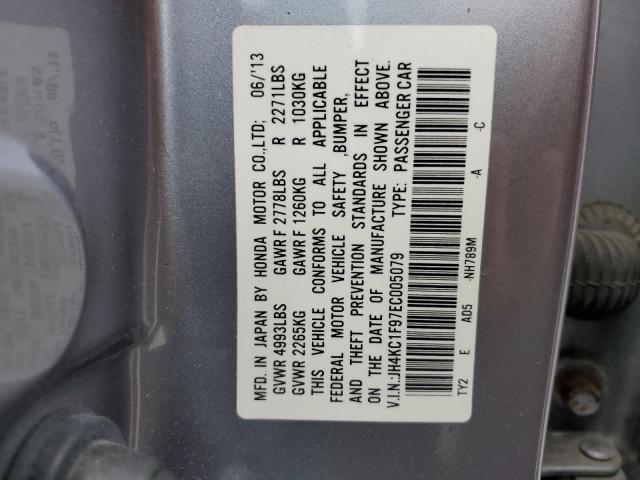 MFD. IN JAPAN BY HONDA MOTOR CO.,LTD; 06/'13
GVWR 4993LBS GAWR F 2778LBS R 2271LBS
GVWR 2265KG GAWR F 1260KG R 1030KG
THIS VEHICLE CONFORMS TO ALL APPLICABLE
FEDERAL MOTOR VEHICLE SAFETY ,BUMPER,
AND THEFT PREVENTION STANDARDS IN EFFECT
ON THE DATE OF MANUFACTURE SHOWN ABOVE.
V.I.N:JH4KC1F97EC005079 TYPE: PASSENGER CAR
TY2 E AD5 -NH789M -A -C